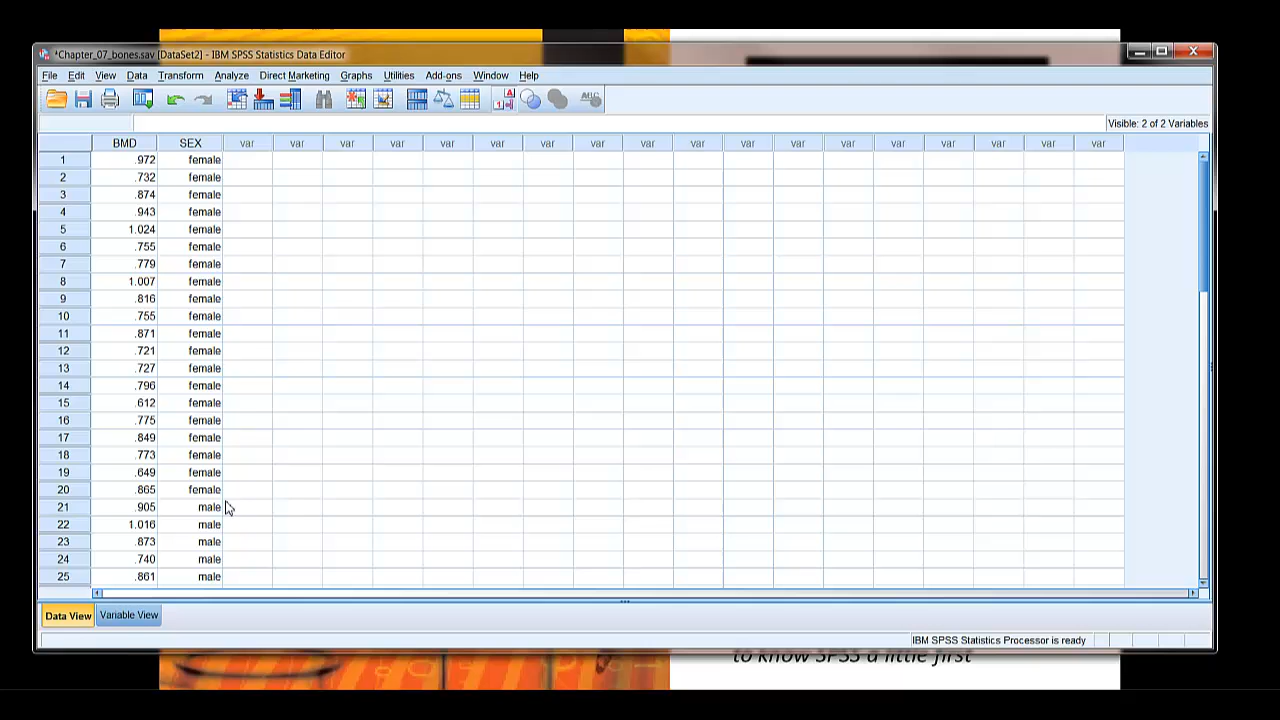 *Chapter_07_bones.sav [DataSet2] - IBM SPSS Statistics Data Editor
File Edit View Data Transform Analyze Direct Marketing Graphs Utilities Add-ons Window Help
Visible: 2 of 2 Variables
BMD SEX var var var var var var var var var var var var var var var var var var
1 .972 female
2 .732 female
3 .874 female
4 .943 female
5 1.024 female
6 .755 female
7 .779 female
8 1.007 female
9 .816 female
10 .755 female
11 .871 female
12 .721 female
13 .727 female
14 .796 female
15 .612 female
16 .775 female
17 .849 female
18 .773 female
19 .649 female
20 .865 female
21 .905 male
22 1.016 male
23 .873 male
24 .740 male
25 .861 male
Data View Variable View
IBM SPSS Statistics Processor is ready
to know SPSS a little first